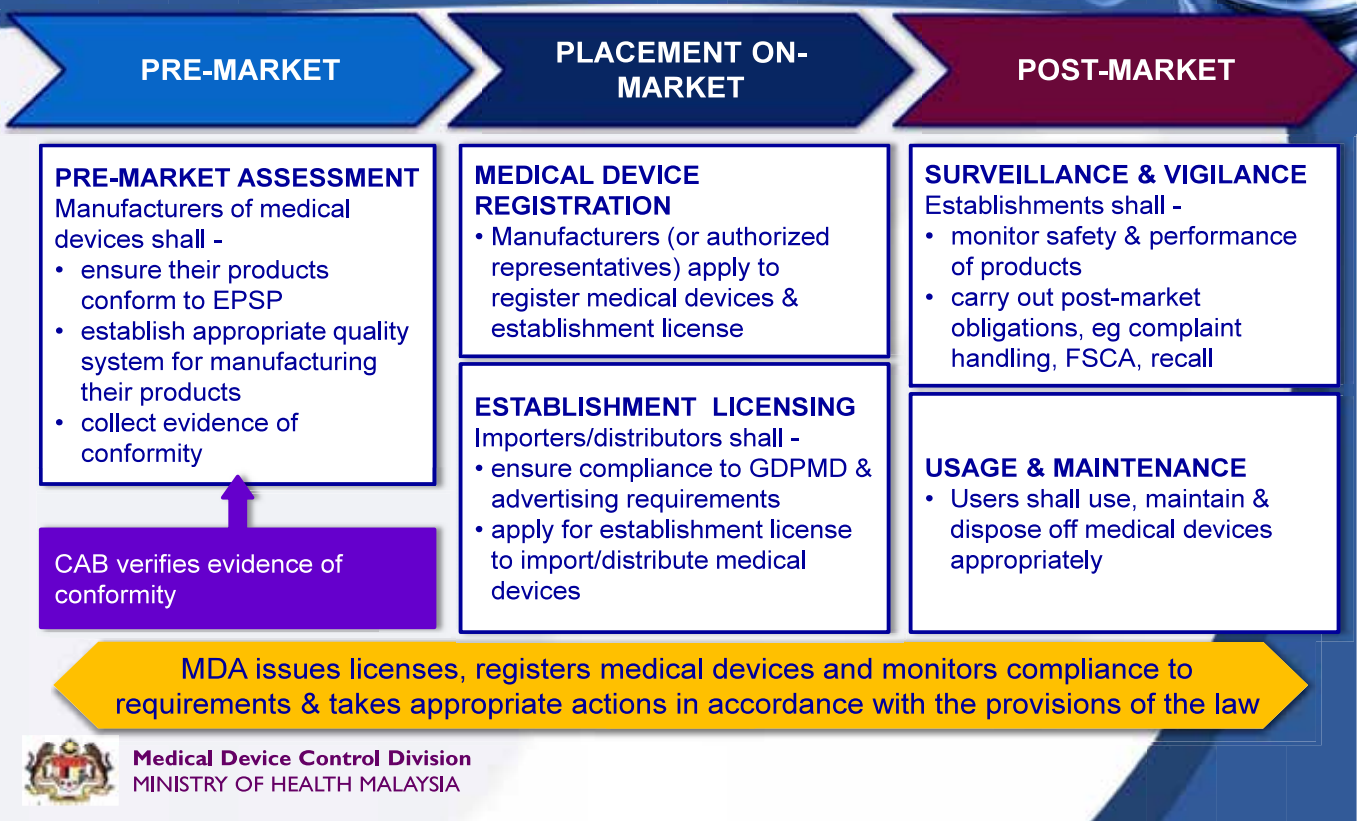 PRE-MARKET
PLACEMENT ON-
MARKET
POST-MARKET
PRE-MARKET ASSESSMENT
Manufacturers of medical
devices shall -
• ensure their products
conform to EPSP
• establish appropriate quality
system for manufacturing
their products
• collect evidence of
conformity
CAB verifies evidence of
conformity
MEDICAL DEVICE
REGISTRATION
• Manufacturers (or authorized
representatives) apply to
register medical devices &
establishment license
ESTABLISHMENT LICENSING
Importers/distributors shall -
• ensure compliance to GDPMD &
advertising requirements
• apply for establishment license
to import/distribute medical
devices
SURVEILLANCE & VIGILANCE
Establishments shall -
• monitor safety & performance
of products
• carry out post-market
obligations, eg complaint
handling, FSCA, recall
USAGE & MAINTENANCE
• Users shall use, maintain &
dispose off medical devices
appropriately
MDA issues licenses, registers medical devices and monitors compliance to
requirements & takes appropriate actions in accordance with the provisions of the law
Medical Device Control Division
MINISTRY OF HEALTH MALAYSIA